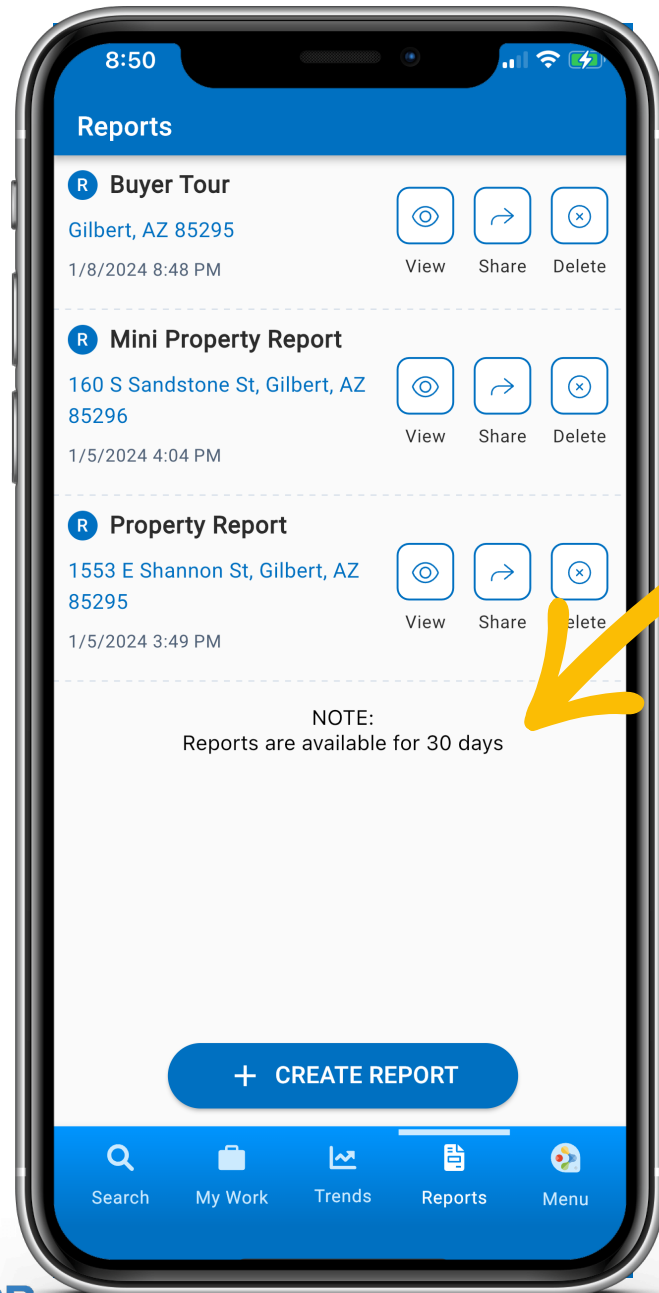 8:50
Reports
R Buyer Tour
Gilbert, AZ 85295
1/8/2024 8:48 PM
View Share Delete
R Mini Property Report
160 S Sandstone St, Gilbert, AZ
85296
1/5/2024 4:04 PM
View Share Delete
R Property Report
1553 E Shannon St, Gilbert, AZ
85295
1/5/2024 3:49 PM
View Share elete
NOTE:
Reports are available for 30 days
+ CREATE REPORT
Search My Work Trends Reports Menu